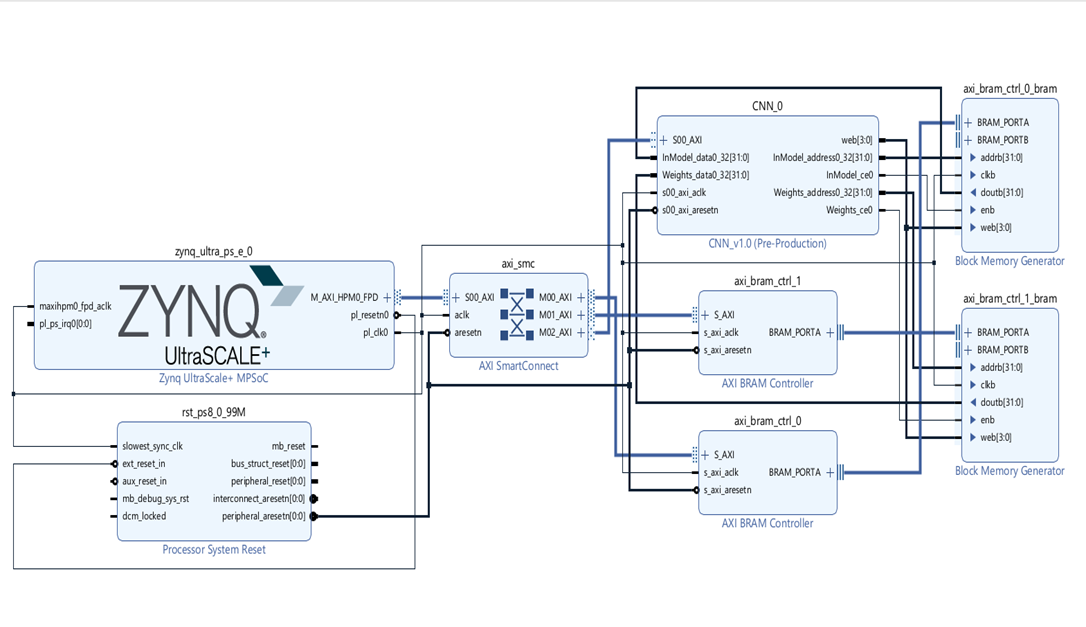 zynq_ultra_ps_e_0
maxihpm0_fpd_aclk
pl_ps_irq0[0:0]
ZYNQ®
UltraSCALE+
M_AXI_HPM0_FPD
pl_resetn0
pl_clk0
Zynq UltraScale+ MPSoC
rst_ps8_0_99M
slowest_sync_clk
ext_reset_in
aux_reset_in
mb_debug_sys_rst
dcm_locked
mb_reset
bus_struct_reset[0:0]
peripheral_reset[0:0]
interconnect_aresetn[0:0]
peripheral_aresetn[0:0]
Processor System Reset
axi_smc
S00_AXI
aclk
aresetn
M00_AXI
M01_AXI
M02_AXI
AXI SmartConnect
CNN_0
S00_AXI
InModel_data0_32[31:0]
Weights_data0_32[31:0]
s00_axi_aclk
s00_axi_aresetn
web[3:0]
InModel_address0_32[31:0]
InModel_ce0
Weights_address0_32[31:0]
Weights_ce0
CNN_v1.0 (Pre-Production)
axi_bram_ctrl_1
S_AXI
s_axi_aclk
s_axi_aresetn
BRAM_PORTA
AXI BRAM Controller
axi_bram_ctrl_0
S_AXI
s_axi_aclk
s_axi_aresetn
BRAM_PORTA
AXI BRAM Controller
axi_bram_ctrl_0_bram
BRAM_PORTA
BRAM_PORTB
addrb[31:0]
clkb
doutb[31:0]
enb
web[3:0]
Block Memory Generator
axi_bram_ctrl_1_bram
BRAM_PORTA
BRAM_PORTB
addrb[31:0]
clkb
doutb[31:0]
enb
web[3:0]
Block Memory Generator